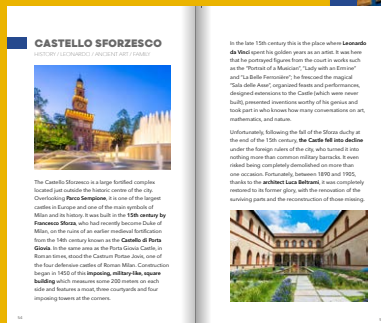 CASTELLO SFORZESCO
HISTORY / LEONARDO / ANCIENT ART / FAMILY
The Castello Sforzesco is a large fortified complex
located just outside the historic centre of the city.
Overlooking Parco Sempione, it is one of the largest
castles in Europe and one of the main symbols of
Milan and its history. It was built in the 15th century by
Francesco Sforza, who had recently become Duke of
Milan, on the ruins of an earlier medieval fortification
from the 14th century known as the Castello di Porta
Giovia. In the same area as the Porta Giovia Castle, in
Roman times, stood the Castrum Portae Jovis, one of
the four defensive castles of Roman Milan. Construction
began in 1450 of this imposing, military-like, square
building which measures some 200 meters on each
side and features a moat, three courtyards and four
imposing towers at the corners.
In the late 15th century this is the place where Leonardo
da Vinci spent his golden years as an artist. It was here
that he portrayed figures from the court in works such
as the "Portrait of a Musician", "Lady with an Ermine"
and "La Belle Ferronière"; he frescoed the magical
"Sala delle Asse", organized feasts and performances,
designed extensions to the Castle (which were never
built), presented inventions worthy of his genius and
took part in who knows how many conversations on art,
mathematics, and nature.
Unfortunately, following the fall of the Sforza duchy at
the end of the 15th century, the Castle fell into decline
under the foreign rulers of the city, who turned it into
nothing more than common military barracks. It even
risked being completely demolished on more than
one occasion. Fortunately, between 1890 and 1905,
thanks to the architect Luca Beltrami, it was completely
restored to its former glory, with the renovation of the
surviving parts and the reconstruction of those missing.